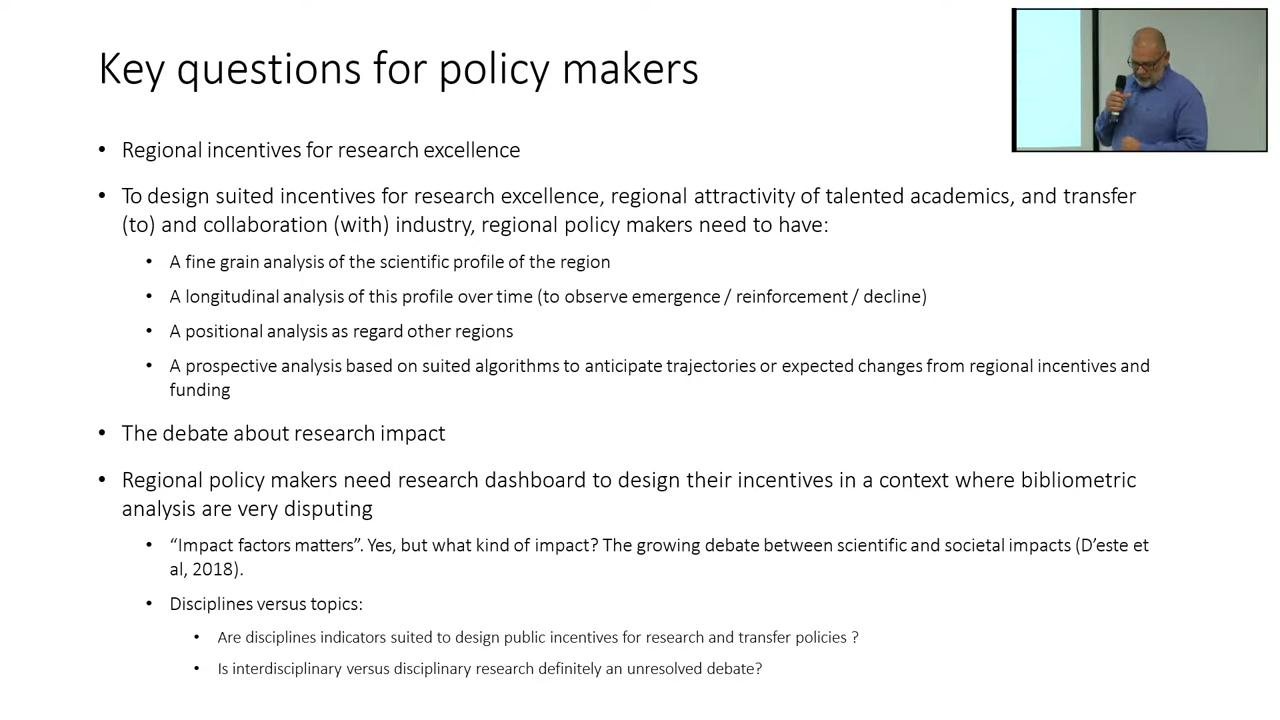 Key questions for policy makers
• Regional incentives for research excellence
• To design suited incentives for research excellence, regional attractivity of talented academics, and transfer
(to) and collaboration (with) industry, regional policy makers need to have:
• A fine grain analysis of the scientific profile of the region
• A longitudinal analysis of this profile over time (to observe emergence / reinforcement / decline)
• A positional analysis as regard other regions
• A prospective analysis based on suited algorithms to anticipate trajectories or expected changes from regional incentives and
funding
• The debate about research impact
• Regional policy makers need research dashboard to design their incentives in a context where bibliometric
analysis are very disputing
• “Impact factors matters”. Yes, but what kind of impact? The growing debate between scientific and societal impacts (D’este et
al, 2018).
• Disciplines versus topics:
• Are disciplines indicators suited to design public incentives for research and transfer policies ?
• Is interdisciplinary versus disciplinary research definitely an unresolved debate?